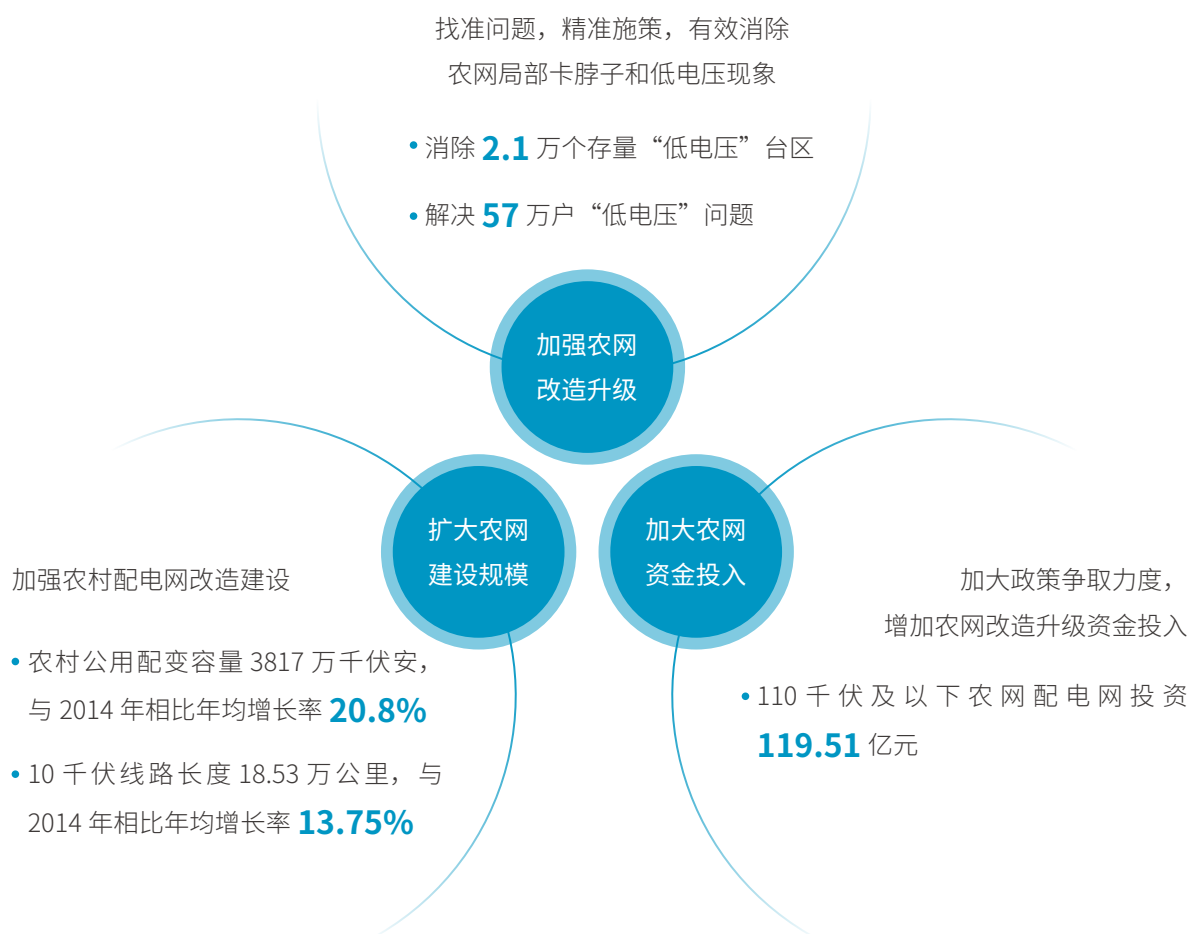 找准问题，精准施策，有效消除
农网局部卡脖子和低电压现象
• 消除 2.1 万个存量“低电压”台区
• 解决 57 万户“低电压”问题
加强农网
改造升级
扩大农网
建设规模
加强农村配电网改造建设
• 农村公用配变容量 3817 万千伏安，
与 2014 年相比年均增长率 20.8%
• 10 千伏线路长度 18.53 万公里，与
2014 年相比年均增长率 13.75%
加大农网
资金投入
加大政策争取力度，
增加农网改造升级资金投入
• 110 千伏及以下农网配电网投资
119.51 亿元